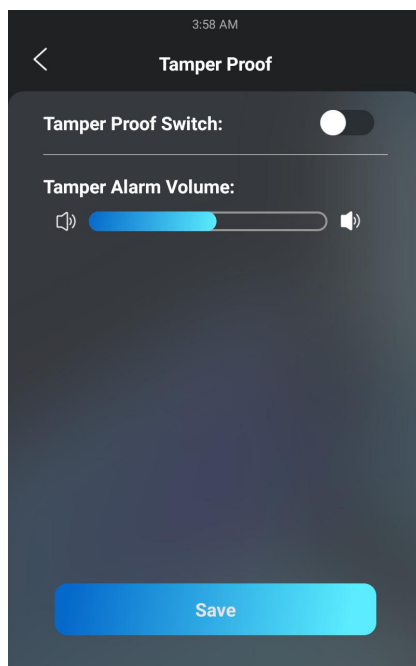 3:58 AM
Tamper Proof
Tamper Proof Switch:
Tamper Alarm Volume:
Save